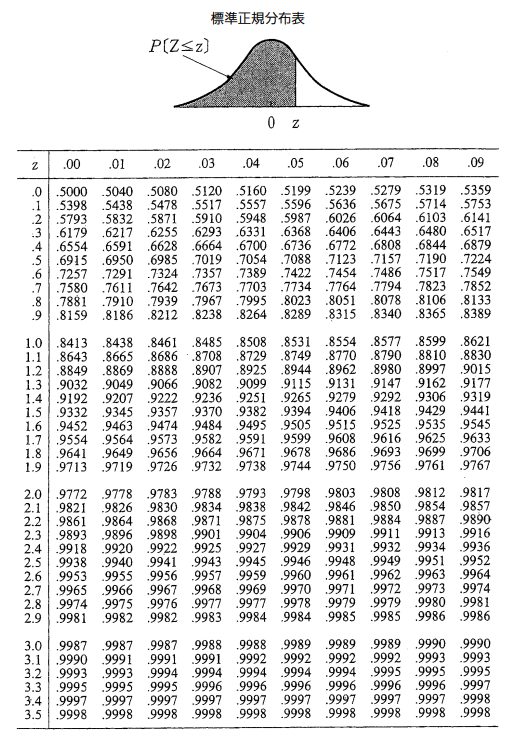 標準正規分布表
P(Z≦z)
0 z
z .00 .01 .02 .03 .04 .05 .06 .07 .08 .09
.0 .5000 .5040 .5080 .5120 .5160 .5199 .5239 .5279 .5319 .5359
.1 .5398 .5438 .5478 .5517 .5557 .5596 .5636 .5675 .5714 .5753
.2 .5793 .5832 .5871 .5910 .5948 .5987 .6026 .6064 .6103 .6141
.3 .6179 .6217 .6255 .6293 .6331 .6368 .6406 .6443 .6480 .6517
.4 .6554 .6591 .6628 .6664 .6700 .6736 .6772 .6808 .6844 .6879
.5 .6915 .6950 .6985 .7019 .7054 .7088 .7123 .7157 .7190 .7224
.6 .7257 .7291 .7324 .7357 .7389 .7422 .7454 .7486 .7517 .7549
.7 .7580 .7611 .7642 .7673 .7703 .7734 .7764 .7794 .7823 .7852
.8 .7881 .7910 .7939 .7967 .7995 .8023 .8051 .8078 .8106 .8133
.9 .8159 .8186 .8212 .8238 .8264 .8289 .8315 .8340 .8365 .8389
1.0 .8413 .8438 .8461 .8485 .8508 .8531 .8554 .8577 .8599 .8621
1.1 .8643 .8665 .8686 .8708 .8729 .8749 .8770 .8790 .8810 .8830
1.2 .8849 .8869 .8888 .8907 .8925 .8944 .8962 .8980 .8997 .9015
1.3 .9032 .9049 .9066 .9082 .9099 .9115 .9131 .9147 .9162 .9177
1.4 .9192 .9207 .9222 .9236 .9251 .9265 .9279 .9292 .9306 .9319
1.5 .9332 .9345 .9357 .9370 .9382 .9394 .9406 .9418 .9429 .9441
1.6 .9452 .9463 .9474 .9484 .9495 .9505 .9515 .9525 .9535 .9545
1.7 .9554 .9564 .9573 .9582 .9591 .9599 .9608 .9616 .9625 .9633
1.8 .9641 .9649 .9656 .9664 .9671 .9678 .9686 .9693 .9699 .9706
1.9 .9713 .9719 .9726 .9732 .9738 .9744 .9750 .9756 .9761 .9767
2.0 .9772 .9778 .9783 .9788 .9793 .9798 .9803 .9808 .9812 .9817
2.1 .9821 .9826 .9830 .9834 .9838 .9842 .9846 .9850 .9854 .9857
2.2 .9861 .9864 .9868 .9871 .9875 .9878 .9881 .9884 .9887 .9890
2.3 .9893 .9896 .9898 .9901 .9904 .9906 .9909 .9911 .9913 .9916
2.4 .9918 .9920 .9922 .9925 .9927 .9929 .9931 .9932 .9934 .9936
2.5 .9938 .9940 .9941 .9943 .9945 .9946 .9948 .9949 .9951 .9952
2.6 .9953 .9955 .9956 .9957 .9959 .9960 .9961 .9962 .9963 .9964
2.7 .9965 .9966 .9967 .9968 .9969 .9970 .9971 .9972 .9973 .9974
2.8 .9974 .9975 .9976 .9977 .9977 .9978 .9979 .9979 .9980 .9981
2.9 .9981 .9982 .9982 .9983 .9984 .9984 .9985 .9985 .9986 .9986
3.0 .9987 .9987 .9987 .9988 .9988 .9989 .9989 .9989 .9990 .9990
3.1 .9990 .9991 .9991 .9991 .9992 .9992 .9992 .9992 .9993 .9993
3.2 .9993 .9993 .9994 .9994 .9994 .9994 .9994 .9995 .9995 .9995
3.3 .9995 .9995 .9995 .9996 .9996 .9996 .9996 .9996 .9996 .9997
3.4 .9997 .9997 .9997 .9997 .9997 .9997 .9997 .9997 .9997 .9998
3.5 .9998 .9998 .9998 .9998 .9998 .9998 .9998 .9998 .9998 .9998